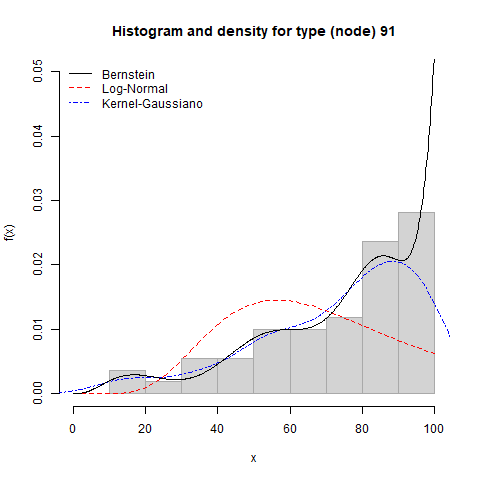 Histogram and density for type (node) 91
Bernstein
Log-Normal
Kernel-Gaussiano
f(x)
0.05
0.04
0.03
0.02
0.01
0.00
0 20 40 60 80 100
x